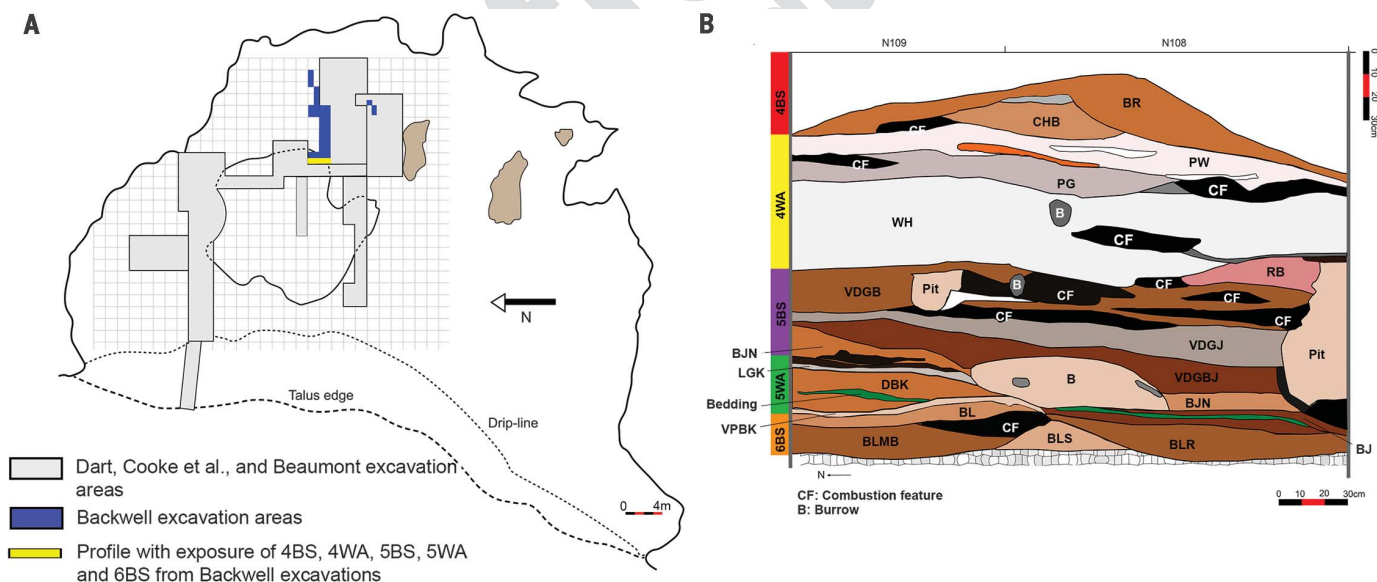 A
N
Talus edge
Drip-line
0 4m
Dart, Cooke et al., and Beaumont excavation
areas
Backwell excavation areas
Profile with exposure of 4BS, 4WA, 5BS, 5WA
and 6BS from Backwell excavations
B
N109 N108
0
10
20
30cm
4BS
4WA
5BS
5WA
6BS
BR
CHB
CF
PW
CF
PG
CF
B
WH
CF
RB
VDGB
Pit
B
CF
CF
CF
CF
CF
VDGJ
Pit
BJN
LGK
VDGBJ
DBK
B
Bedding
BJN
BL
VPBK
CF
BLMB
BLS
BLR
BJ
N
CF: Combustion feature
B: Burrow
0 10 20 30cm